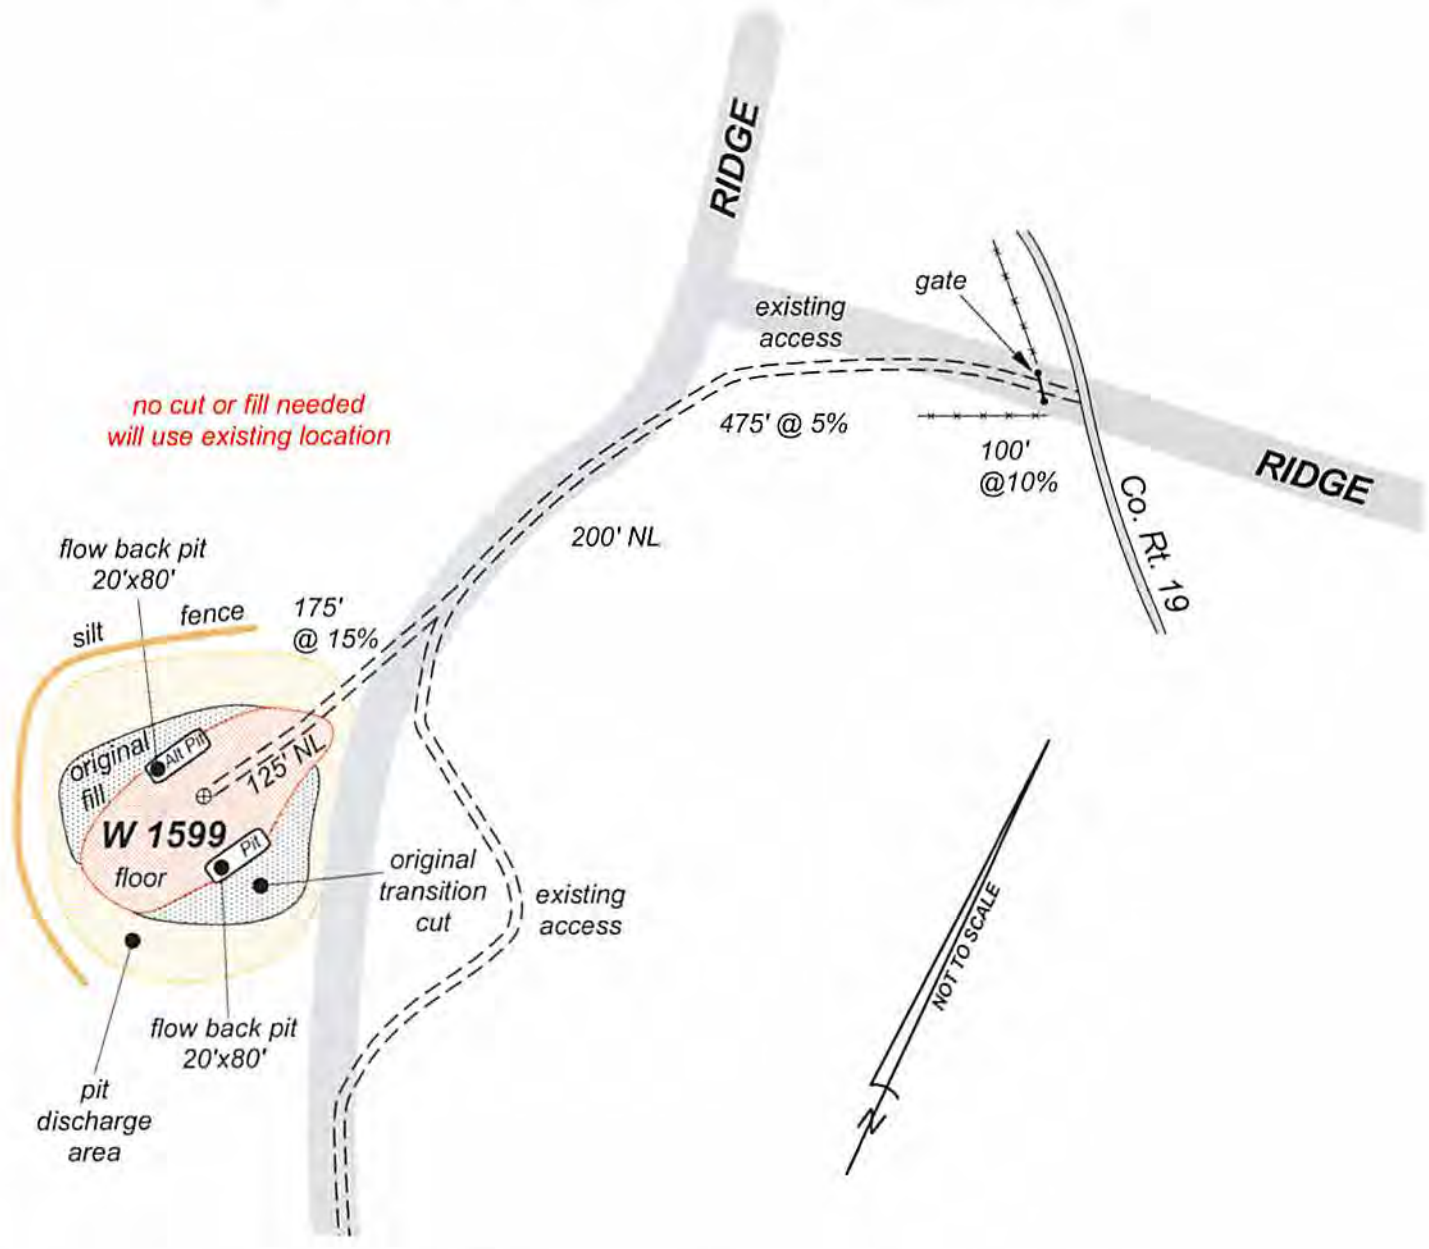 RIDGE
gate
existing
access
no cut or fill needed
will use existing location
475' @ 5%
100'
@10%
RIDGE
Co. Rt. 19
200' NL
flow back pit
20'x80'
silt fence
175'
@ 15%
original
fill
Alt Pit
125' NL
W 1599
floor
Pit
original
transition
cut
existing
access
NOT TO SCALE
flow back pit
20'x80'
pit
discharge
area
N